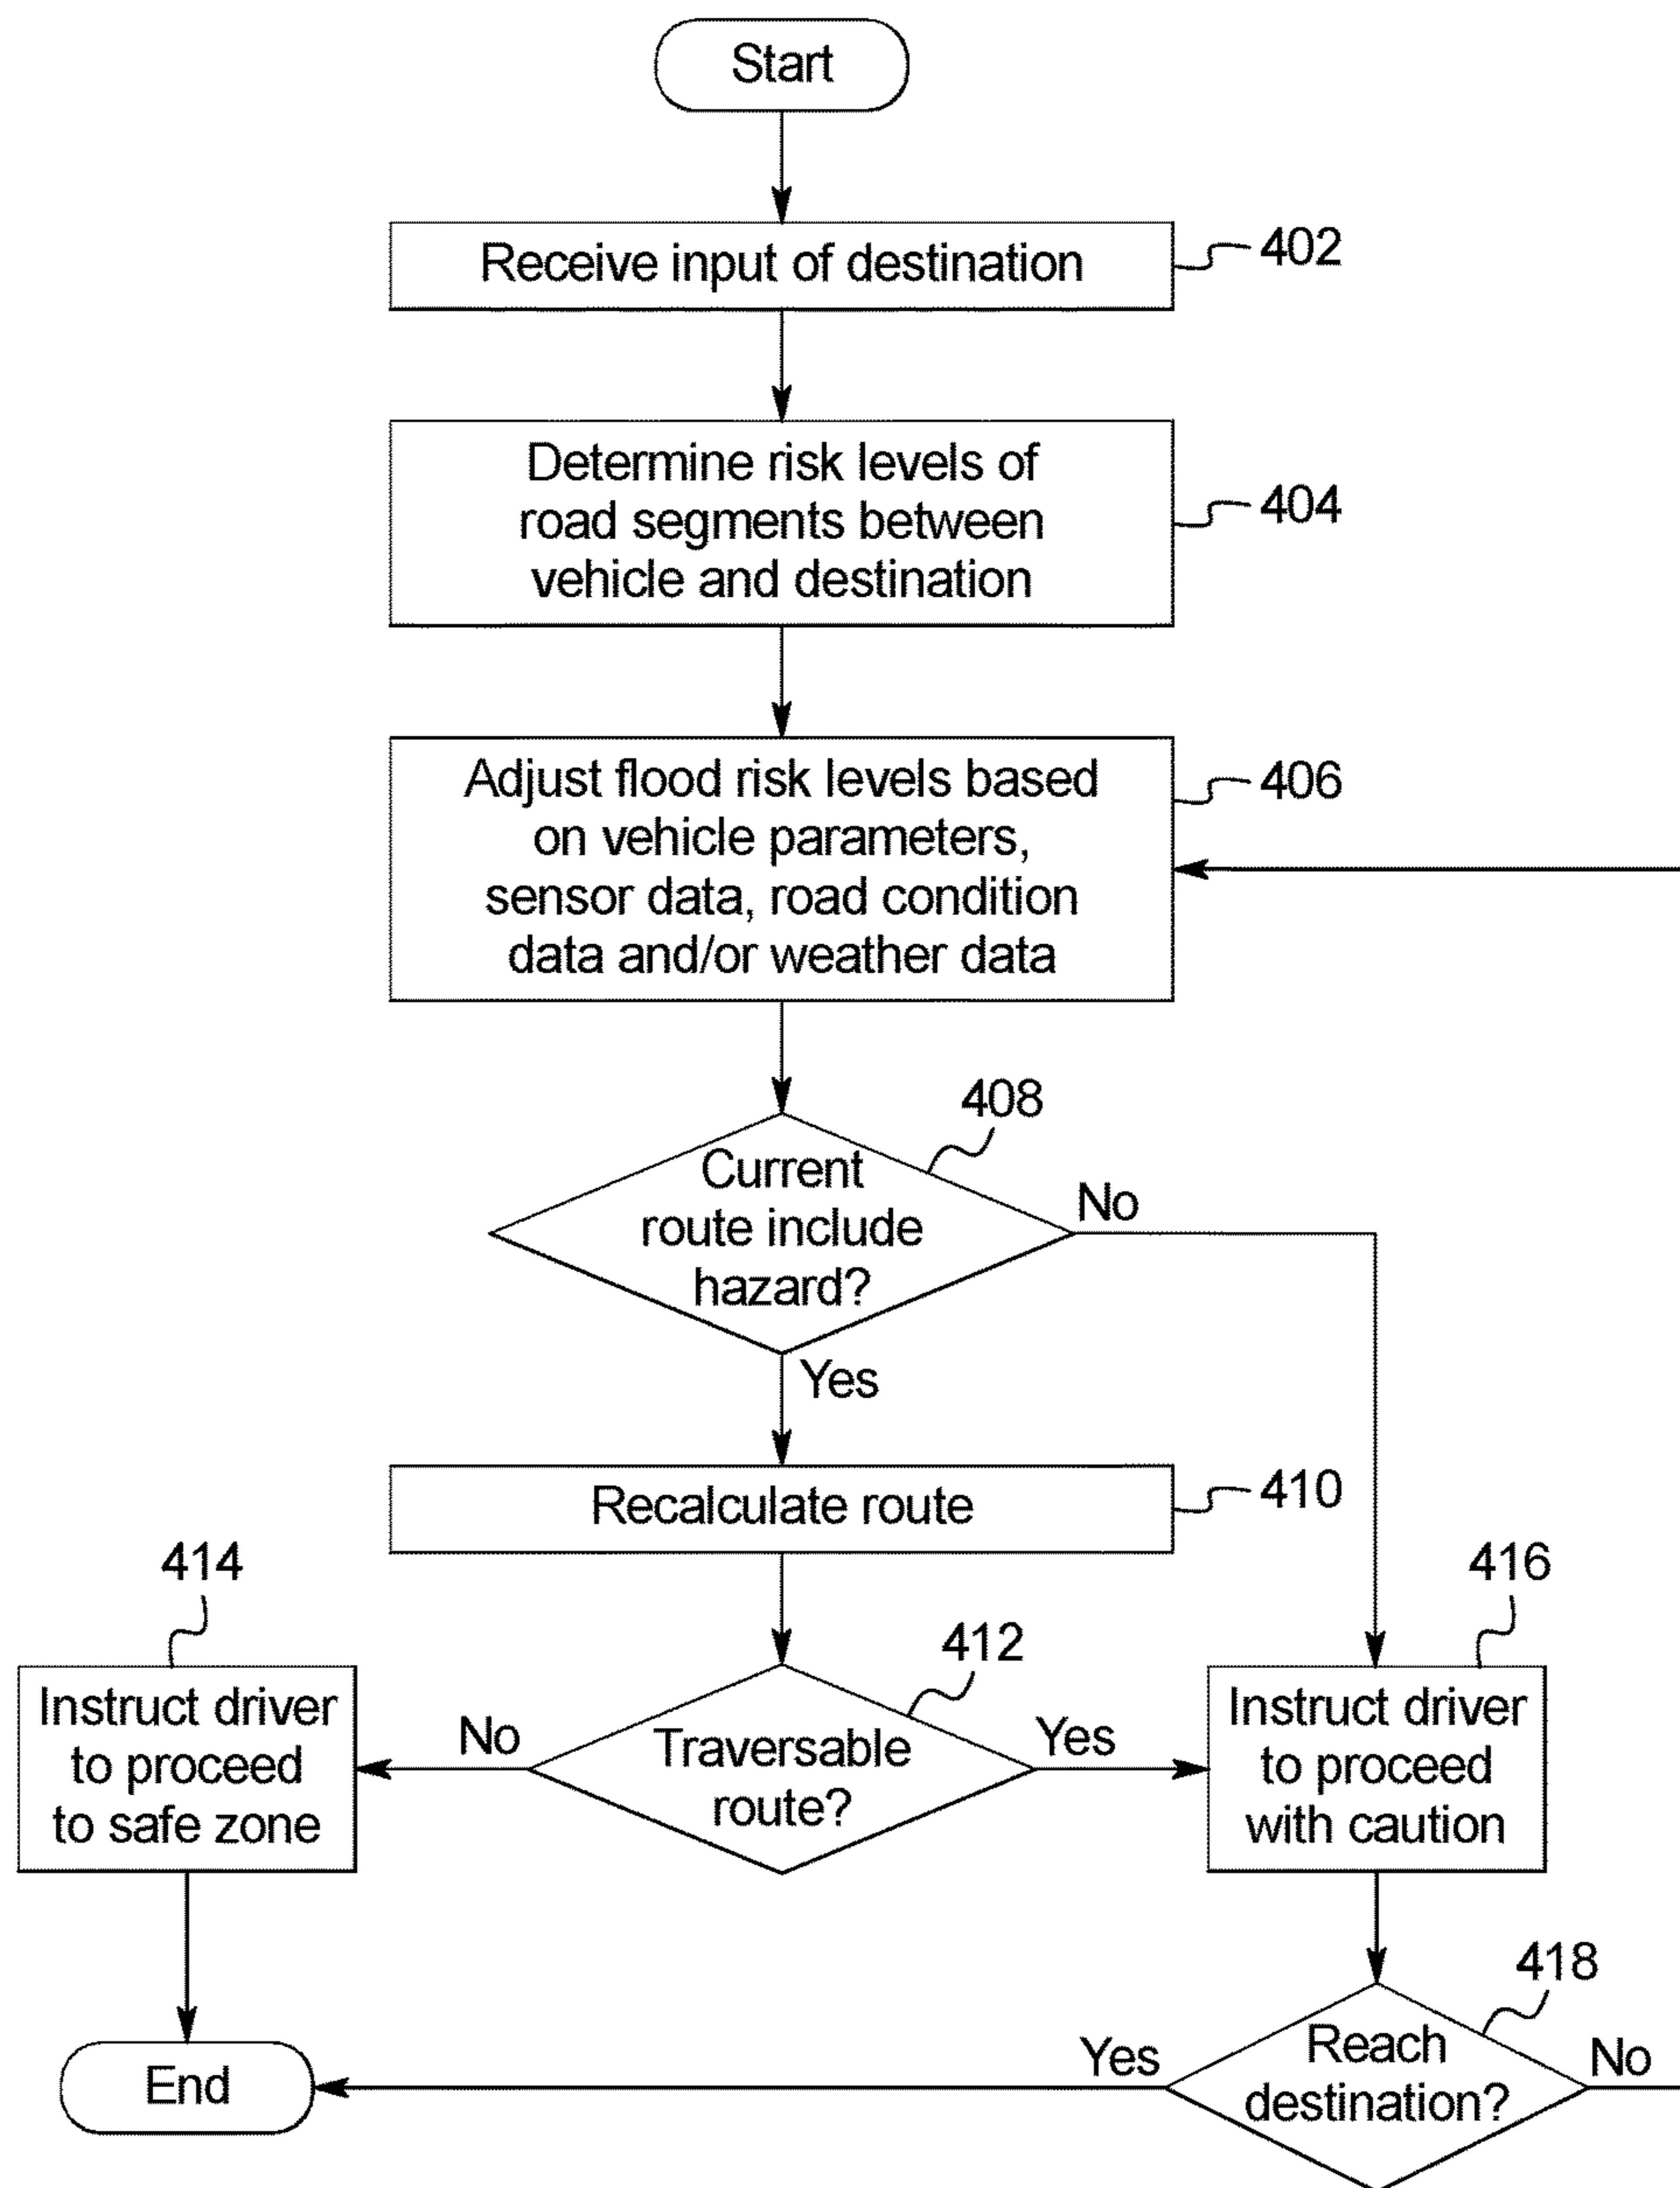 Start
Receive input of destination
402
Determine risk levels of
road segments between
vehicle and destination
404
Adjust flood risk levels based
on vehicle parameters,
sensor data, road condition
data and/or weather data
406
408
Current
route include
hazard?
No
Yes
Recalculate route
410
414
416
412
Instruct driver
to proceed
to safe zone
No
Traversable
route?
Yes
Instruct driver
to proceed
with caution
418
End
Yes
Reach
destination?
No